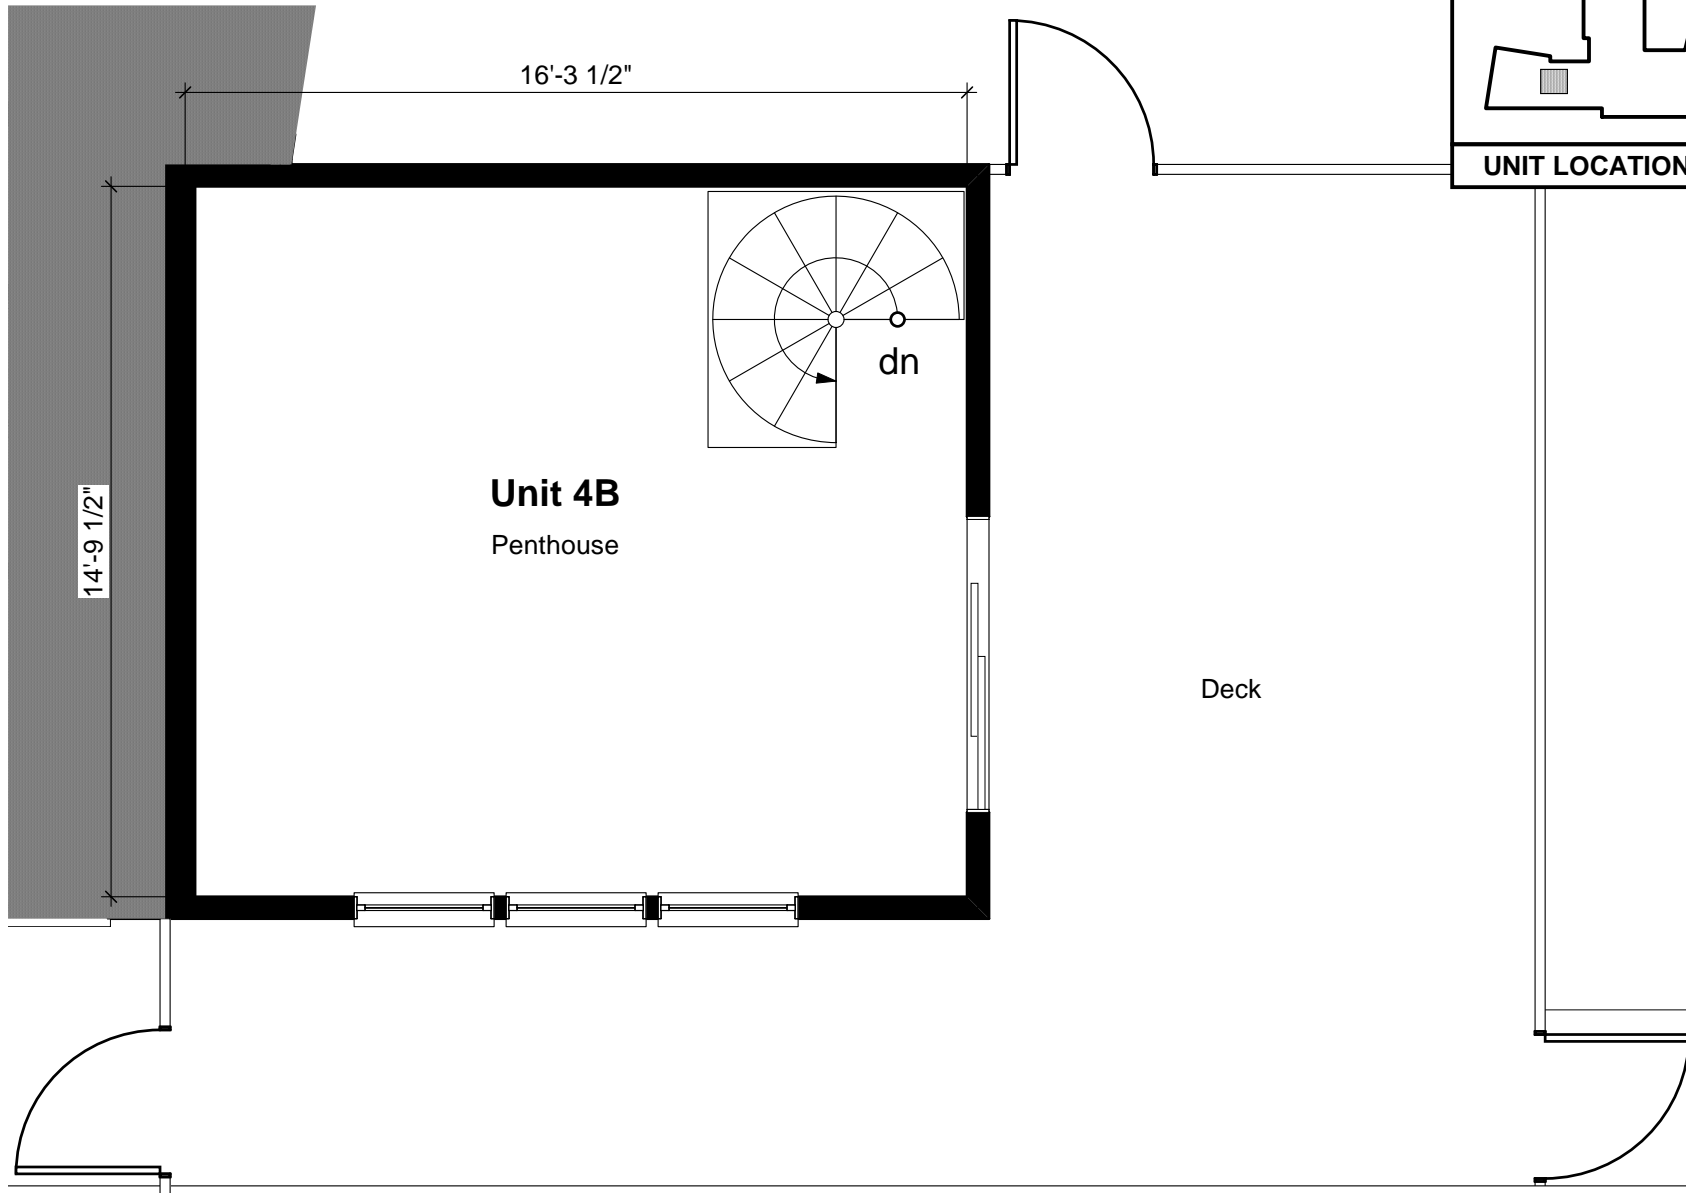 16'-3 1/2"
UNIT LOCATION
dn
Unit 4B
14'-9 1/2"
Penthouse
Deck